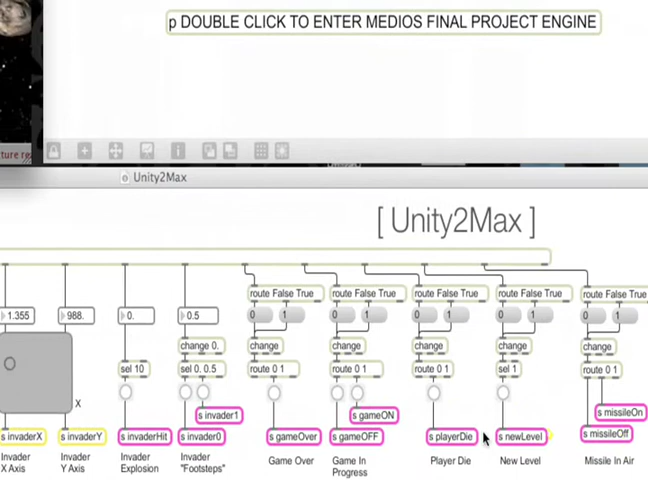 p DOUBLE CLICK TO ENTER MEDIOS FINAL PROJECT ENGINE
ture re
Unity2Max
[ Unity2Max ]
route False True
route False True
route False True
route False True
route False True
1.355
988.
0.
0.5
0 1
0 1
0 1
0 1
0 1
change 0.
change
change
change
change
change
sel 10
sel 0. 0.5
route 0 1
route 0 1
route 0 1
sel 1
route 0 1
X
s invader1
s gameON
s missileOn
s invaderX
s invaderY
s invaderHit
s invader0
s gameOver
s gameOFF
s playerDie
s newLevel
s missileOff
Invader
X Axis
Invader
Y Axis
Invader
Explosion
Invader
"Footsteps"
Game Over
Game In
Progress
Player Die
New Level
Missile In Air